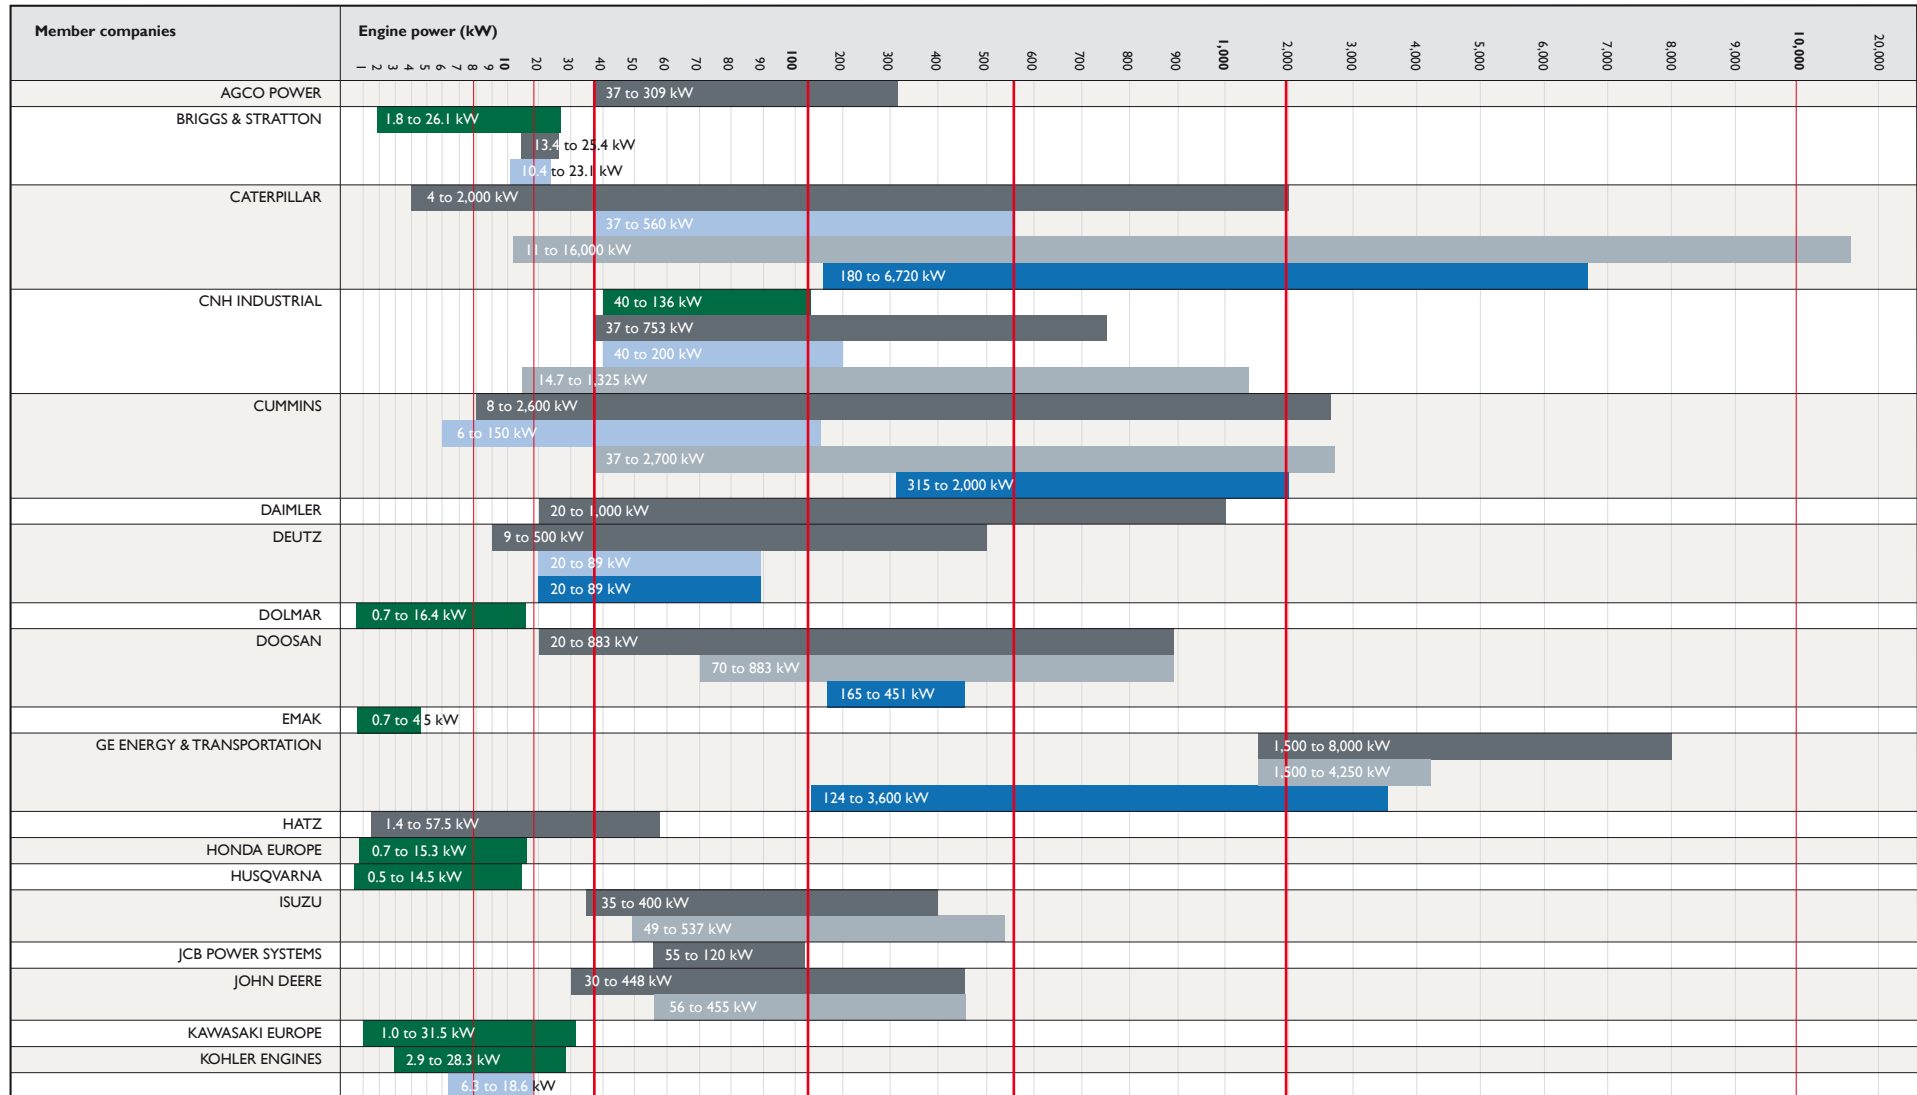 Member companies
Engine power (kW)
1 2 3 4 5 6 7 8 9 10 20 30 40 50 60 70 80 90 100 200 300 400 500 600 700 800 900 1,000 2,000 3,000 4,000 5,000 6,000 7,000 8,000 9,000 10,000 20,000
AGCO POWER 37 to 309 kW
BRIGGS & STRATTON 1.8 to 26.1 kW
13.4 to 25.4 kW
10.4 to 23.1 kW
CATERPILLAR 4 to 2,000 kW
37 to 560 kW
11 to 16,000 kW
180 to 6,720 kW
CNH INDUSTRIAL 40 to 136 kW
37 to 753 kW
40 to 200 kW
14.7 to 1,325 kW
CUMMINS 8 to 2,600 kW
6 to 150 kW
37 to 2,700 kW
315 to 2,000 kW
DAIMLER 20 to 1,000 kW
DEUTZ 9 to 500 kW
20 to 89 kW
20 to 89 kW
DOLMAR 0.7 to 16.4 kW
DOOSAN 20 to 883 kW
70 to 883 kW
165 to 451 kW
EMAK 0.7 to 4.5 kW
GE ENERGY & TRANSPORTATION 1,500 to 8,000 kW
1,500 to 4,250 kW
124 to 3,600 kW
HATZ 1.4 to 57.5 kW
HONDA EUROPE 0.7 to 15.3 kW
HUSQVARNA 0.5 to 14.5 kW
ISUZU 35 to 400 kW
49 to 537 kW
JCB POWER SYSTEMS 55 to 120 kW
JOHN DEERE 30 to 448 kW
56 to 455 kW
KAWASAKI EUROPE 1.0 to 31.5 kW
KOHLER ENGINES 2.9 to 28.3 kW
6.3 to 18.6 kW